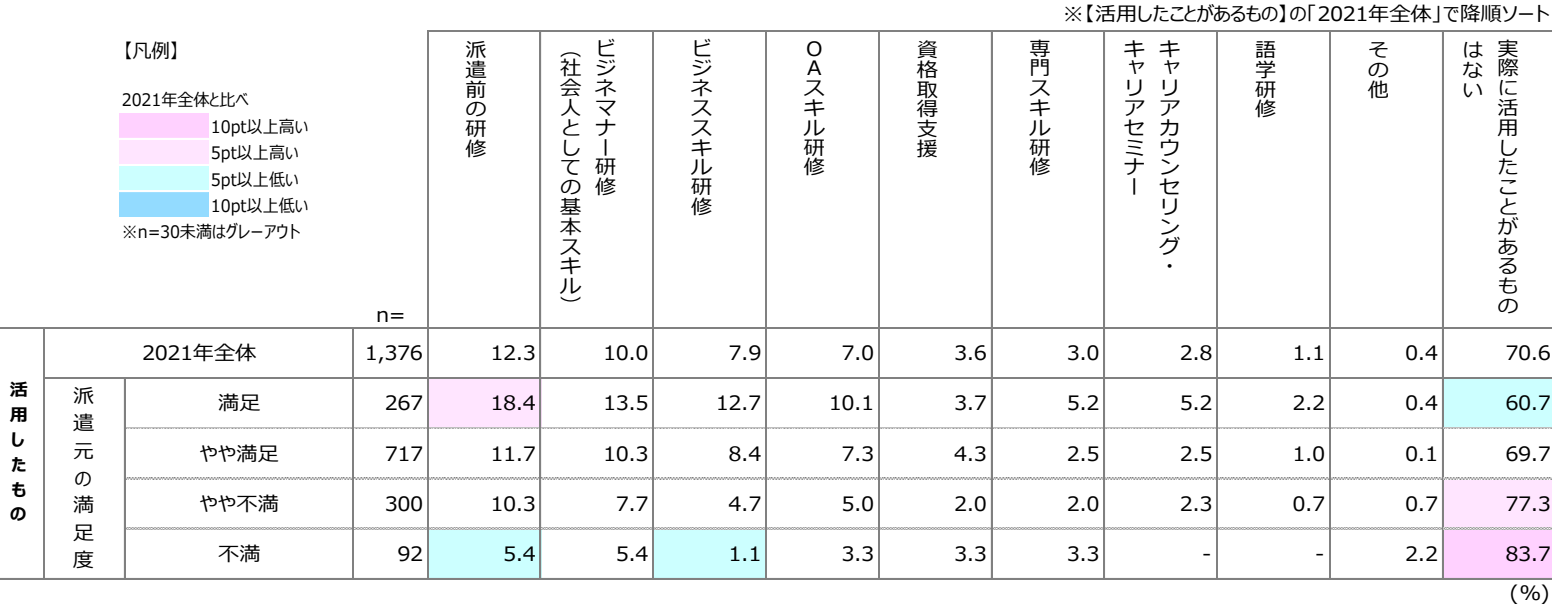 ※【活用したことがあるもの】の「2021年全体」で降順ソート
【凡例】
2021年全体と比べ
10pt以上高い
5pt以上高い
5pt以上低い
10pt以上低い
※n=30未満はグレーアウト
n=
派遣前の研修
ビジネスマナー研修
（社会人としての基本スキル）
ビジネススキル研修
ＯＡスキル研修
資格取得支援
専門スキル研修
キャリアカウンセリング・
キャリアセミナー
語学研修
その他
実際に活用したことがあるもの
はない
活用したもの
2021年全体 1,376 12.3 10.0 7.9 7.0 3.6 3.0 2.8 1.1 0.4 70.6
派遣元の満足度
満足 267 18.4 13.5 12.7 10.1 3.7 5.2 5.2 2.2 0.4 60.7
やや満足 717 11.7 10.3 8.4 7.3 4.3 2.5 2.5 1.0 0.1 69.7
やや不満 300 10.3 7.7 4.7 5.0 2.0 2.0 2.3 0.7 0.7 77.3
不満 92 5.4 5.4 1.1 3.3 3.3 3.3 - - 2.2 83.7
(%)